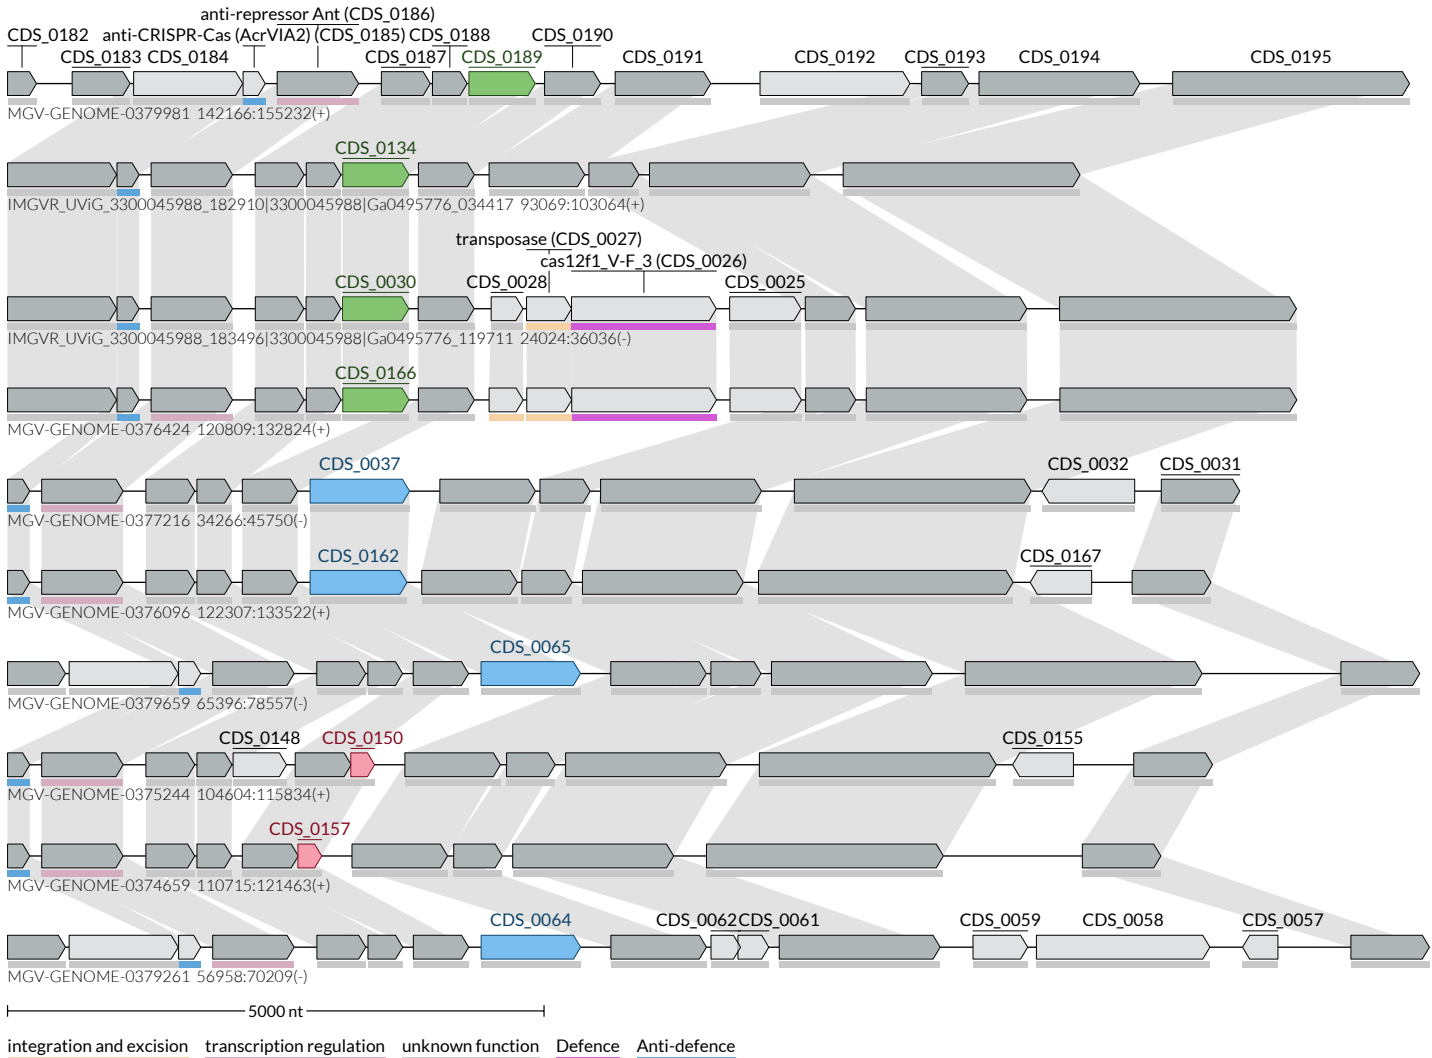 anti-repressor Ant (CDS_0186)
CDS_0182 anti-CRISPR-Cas (AcrVIA2) (CDS_0185) CDS_0188 CDS_0190
CDS_0183 CDS_0184 CDS_0187 CDS_0189 CDS_0191 CDS_0192 CDS_0193 CDS_0194 CDS_0195
MGV-GENOME-0379981 142166:155232(+)
CDS_0134
IMGVR_UViG_3300045988_182910|3300045988|Ga0495776_034417 93069:103064(+)
transposase (CDS_0027)
cas12f1_V-F_3 (CDS_0026)
CDS_0030 CDS_0028 CDS_0025
IMGVR_UViG_3300045988_183496|3300045988|Ga0495776_119711 24024:36036(-)
CDS_0166
MGV-GENOME-0376424 120809:132824(+)
CDS_0037 CDS_0032 CDS_0031
MGV-GENOME-0377216 34266:45750(-)
CDS_0162 CDS_0167
MGV-GENOME-0376096 122307:133522(+)
CDS_0065
MGV-GENOME-0379659 65396:78557(-)
CDS_0148 CDS_0150 CDS_0155
MGV-GENOME-0375244 104604:115834(+)
CDS_0157
MGV-GENOME-0374659 110715:121463(+)
CDS_0064 CDS_0062 CDS_0061 CDS_0059 CDS_0058 CDS_0057
MGV-GENOME-0379261 56958:70209(-)
5000 nt
integration and excision transcription regulation unknown function Defence Anti-defence